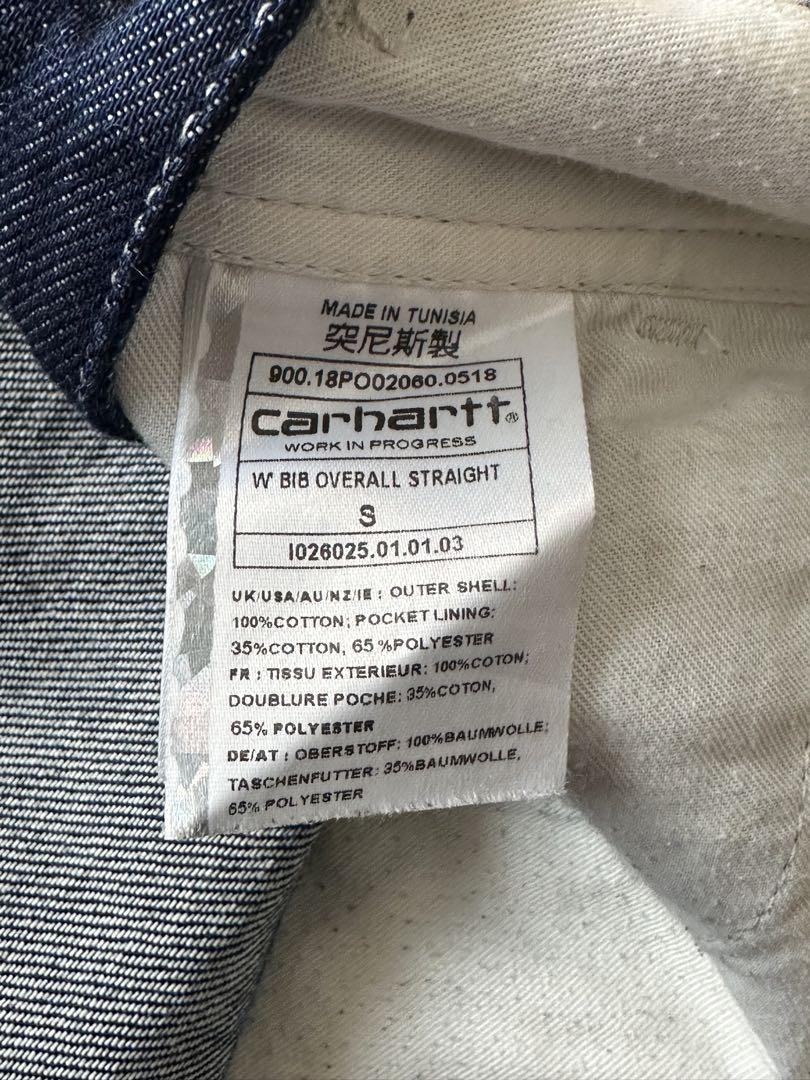 MADE IN TUNISIA
突尼斯製
900.18PO02060.0518
carhartt®
WORK IN PROGRESS
W' BIB OVERALL STRAIGHT
S
I026025.01.01.03
UK/USA/AU/NZ/IE : OUTER SHELL:
100%COTTON; POCKET LINING:
35%COTTON, 65 %POLYESTER
FR : TISSU EXTERIEUR: 100%COTON;
DOUBLURE POCHE: 35%COTON,
65% POLYESTER
DE/AT : OBERSTOFF: 100%BAUMWOLLE;
TASCHENFUTTER: 35%BAUMWOLLE,
65% POLYESTER